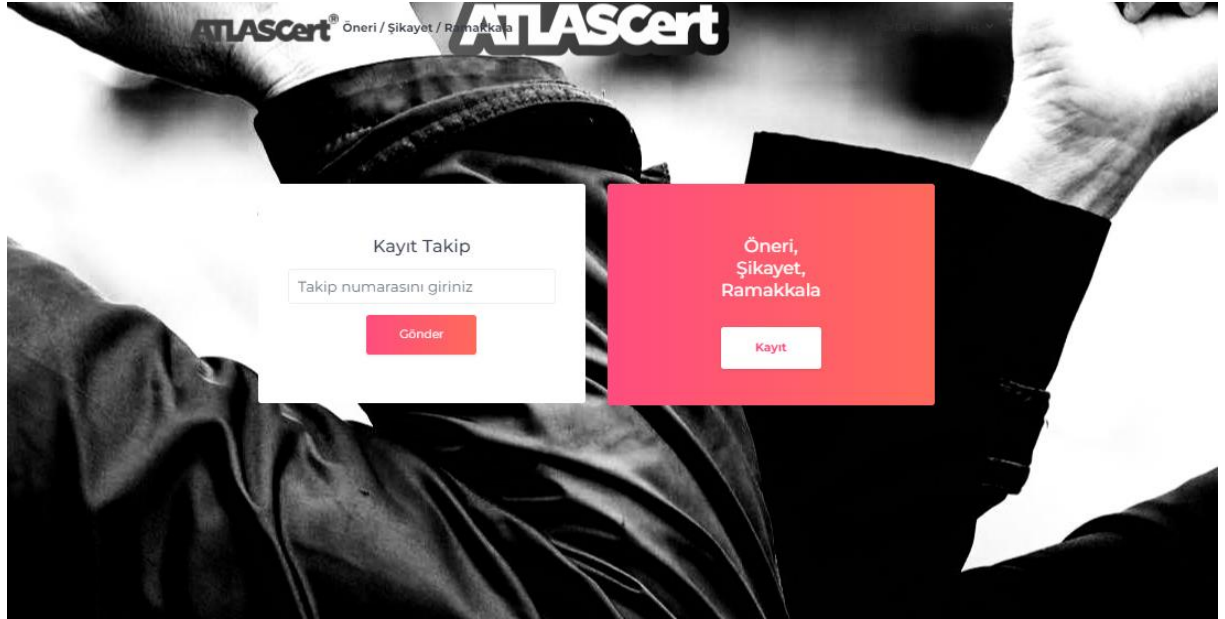 ATLASCert® Öneri / Şikayet / Ramakkala
ATLASCert
Kayıt Takip
Takip numarasını giriniz
Gönder
Öneri,
Şikayet,
Ramakkala
Kayıt